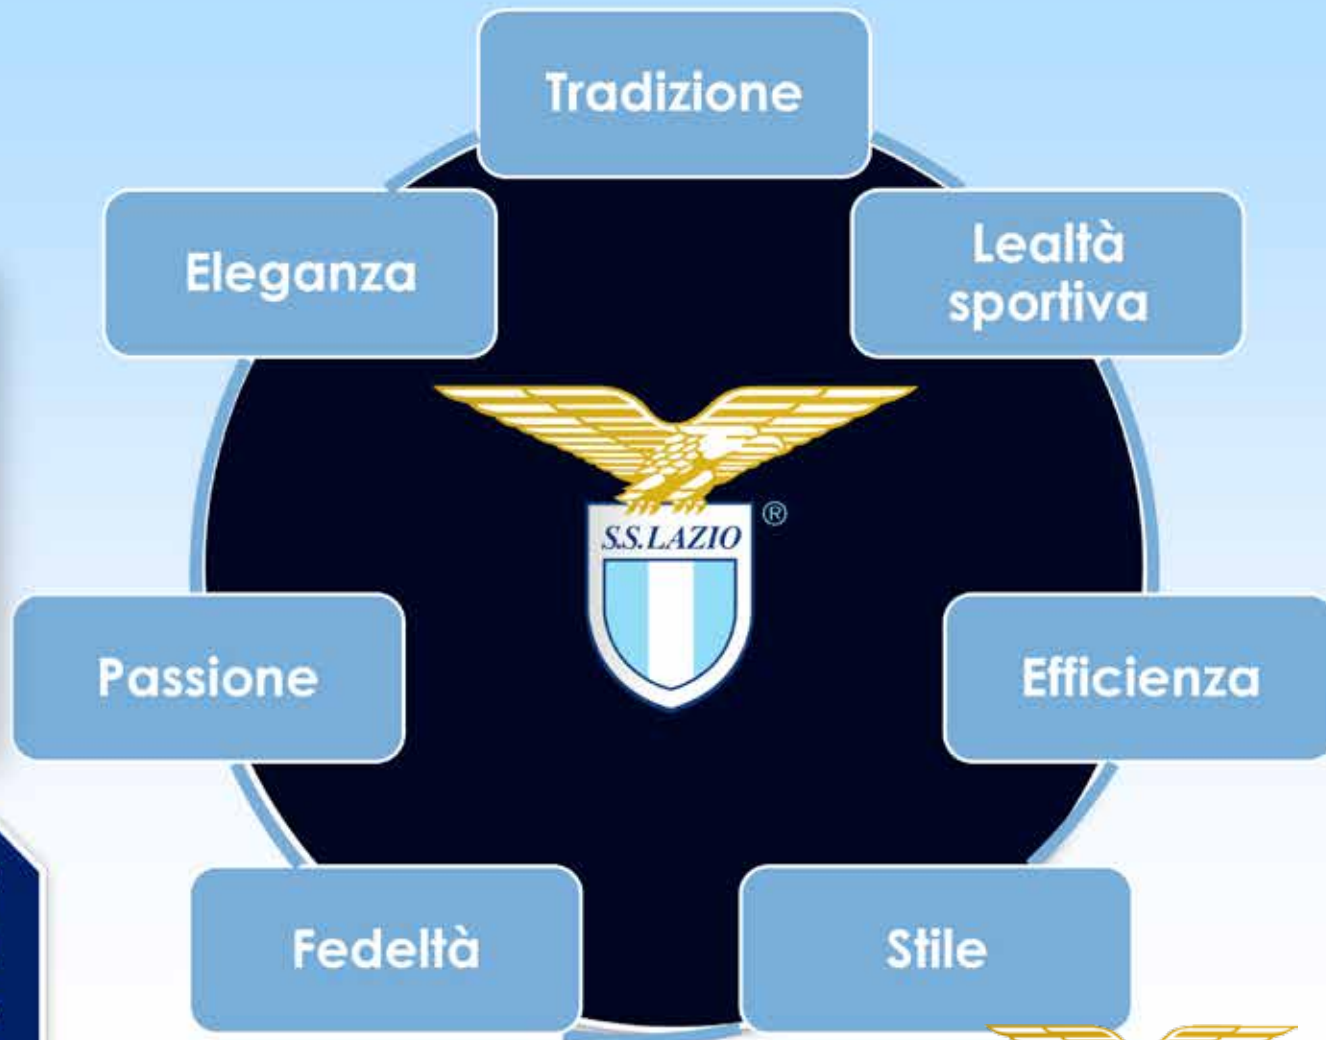 Tradizione
Eleganza
Lealtà
sportiva
S.S. LAZIO
®
Passione
Efficienza
Fedeltà
Stile